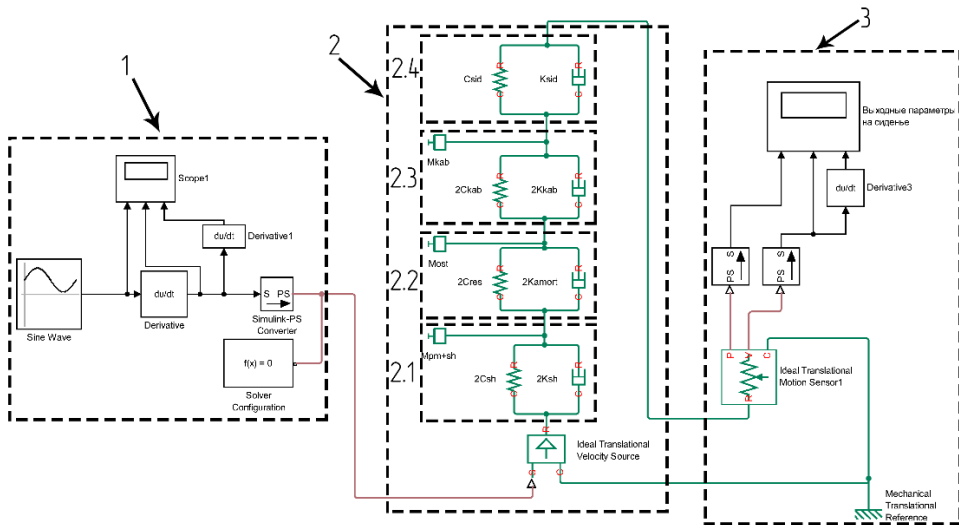 1
Scope1
du/dt
Derivative1
Sine Wave
du/dt
Derivative
S PS
Simulink-PS
Converter
f(x) = 0
Solver
Configuration
2
2.4
R
R
Csid
Ksid
C
C
2.3
Mkab
R
R
2Ckab
2Kkab
C
C
2.2
Most
R
R
2Cres
2Kamort
C
C
2.1
Mpm+sh
R
R
2Csh
2Ksh
C
C
R
Ideal Translational
Velocity Source
S
C
3
Выходные параметры
на сиденье
du/dt
Derivative3
PS S
PS S
P V C
Ideal Translational
Motion Sensor1
R
Mechanical
Translational
Reference